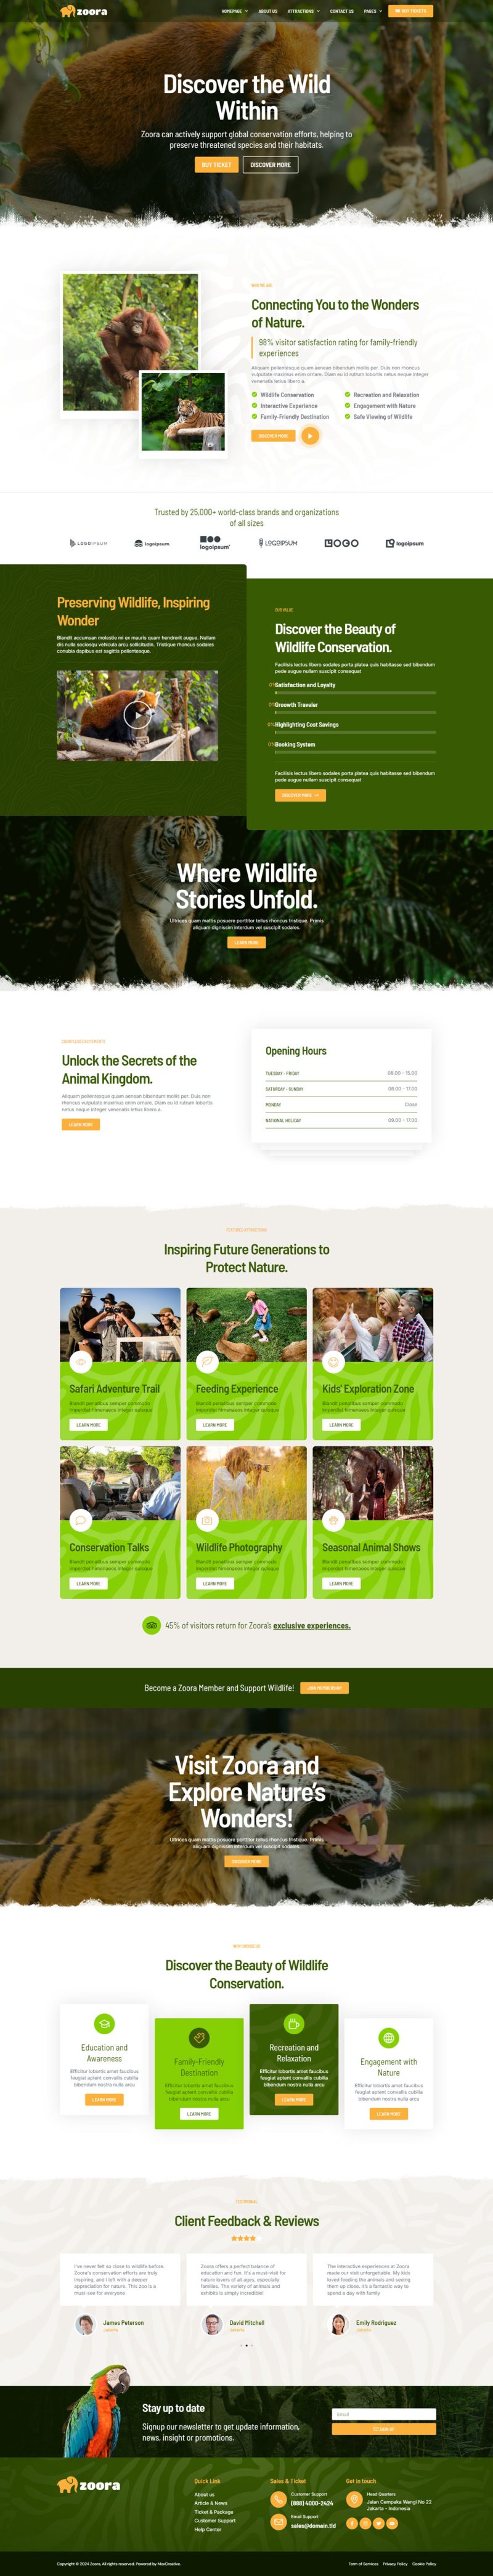 zoora
HOMEPAGE ABOUT US ATTRACTIONS CONTACT US PAGES BUY TICKETS
Discover the Wild
Within
Zoora can actively support global conservation efforts, helping to
preserve threatened species and their habitats.
BUY TICKET DISCOVER MORE
WHO WE ARE
Connecting You to the Wonders
of Nature.
98% visitor satisfaction rating for family-friendly
experiences
Aliquam pellentesque quam aenean bibendum mollis per. Duis non rhoncus
vulputate maximus enim ornare. Diam eu id rutrum lobortis netus neque integer
venenatis letius libero a.
Wildlife Conservation
Recreation and Relaxation
Interactive Experience
Engagement with Nature
Family-Friendly Destination
Safe Viewing of Wildlife
DISCOVER MORE
Trusted by 25.000+ world-class brands and organizations
of all sizes
LOGOIPSUM logoipsum logoipsum LOGOIPSUM LOGO logoipsum
Preserving Wildlife, Inspiring
Wonder
Blandit accumsan molestie mi ex mauris quam hendrerit augue. Nullam
dis nulla sociosqu vehicula arcu sollicitudin. Tristique rhoncus sodales
conubia dapibus est sagittis pellentesque.
OUR VALUE
Discover the Beauty of
Wildlife Conservation.
Facilisis lectus libero sodales porta platea quis habitasse sed bibendum
pede augue nullam suscipit consequat
0% Satisfaction and Loyalty
0% Groowth Traveler
0% Highlighting Cost Savings
0% Booking System
Facilisis lectus libero sodales porta platea quis habitasse sed bibendum
pede augue nullam suscipit consequat
DISCOVER MORE
Where Wildlife
Stories Unfold.
Ultrices quam mattis posuere porttitor tellus rhoncus tristique. Primis
aliquam dignissim interdum vel suscipit sodales.
LEARN MORE
Unlock the Secrets of the
Animal Kingdom.
Aliquam pellentesque quam aenean bibendum mollis per. Duis non
rhoncus vulputate maximus enim ornare. Diam eu id rutrum lobortis
netus neque integer venenatis letius libero a.
LEARN MORE
Opening Hours
TUESDAY - FRIDAY 08.00 - 15.00
SATURDAY - SUNDAY 08.00 - 17.00
MONDAY Close
NATIONAL HOLIDAY 09.00 - 17.00
FEATURED ATTRACTIONS
Inspiring Future Generations to
Protect Nature.
Safari Adventure Trail
Blandit penatibus semper commodo
imperdiet himenaeos integer quisque
LEARN MORE
Feeding Experience
Blandit penatibus semper commodo
imperdiet himenaeos integer quisque
LEARN MORE
Kids' Exploration Zone
Blandit penatibus semper commodo
imperdiet himenaeos integer quisque
LEARN MORE
Conservation Talks
Blandit penatibus semper commodo
imperdiet himenaeos integer quisque
LEARN MORE
Wildlife Photography
Blandit penatibus semper commodo
imperdiet himenaeos integer quisque
LEARN MORE
Seasonal Animal Shows
Blandit penatibus semper commodo
imperdiet himenaeos integer quisque
LEARN MORE
45% of visitors return for Zoora's exclusive experiences.
Become a Zoora Member and Support Wildlife! JOIN MEMBERSHIP
Visit Zoora and
Explore Nature's
Wonders!
Ultrices quam mattis posuere porttitor tellus rhoncus tristique. Primis
aliquam dignissim interdum vel suscipit sodales.
DISCOVER MORE
WHY CHOOSE US
Discover the Beauty of Wildlife
Conservation.
Education and
Awareness
Efficitur lobortis amet faucibus
feugiat aptent convallis cubilia
bibendum nostra nulla arcu
LEARN MORE
Family-Friendly
Destination
Efficitur lobortis amet faucibus
feugiat aptent convallis cubilia
bibendum nostra nulla arcu
LEARN MORE
Recreation and
Relaxation
Efficitur lobortis amet faucibus
feugiat aptent convallis cubilia
bibendum nostra nulla arcu
LEARN MORE
Engagement with
Nature
Efficitur lobortis amet faucibus
feugiat aptent convallis cubilia
bibendum nostra nulla arcu
LEARN MORE
TESTIMONIAL
Client Feedback & Reviews
I've never felt so close to wildlife before.
Zoora's conservation efforts are truly
inspiring, and I left with a deeper
appreciation for nature. This zoo is a
must-see for everyone
James Peterson
Zoora offers a perfect balance of
education and fun. It's a must-visit for
nature lovers of all ages, especially
families. The variety of animals and
exhibits is simply incredible!
David Mitchell
The interactive experiences at Zoora
made our visit unforgettable. My kids
loved feeding the animals and seeing
them up close. It's a fantastic way to
spend a day with family
Emily Rodriguez
Stay up to date
Signup our newsletter to get update information,
news, insight or promotions.
Email
SIGN UP
zoora
Quick Link
About us
Article & News
Ticket & Package
Customer Support
Help Center
Sales & Ticket
Customer Support
(888) 4000-2424
Email Support
sales@domain.tld
Get in touch
Head Quarters
Jalan Cempaka Wangi No 22
Jakarta - Indonesia
Copyright © 2024 Zoora, All rights reserved. Powered by MaxCreative.
Term of Services Privacy Policy Cookie Policy